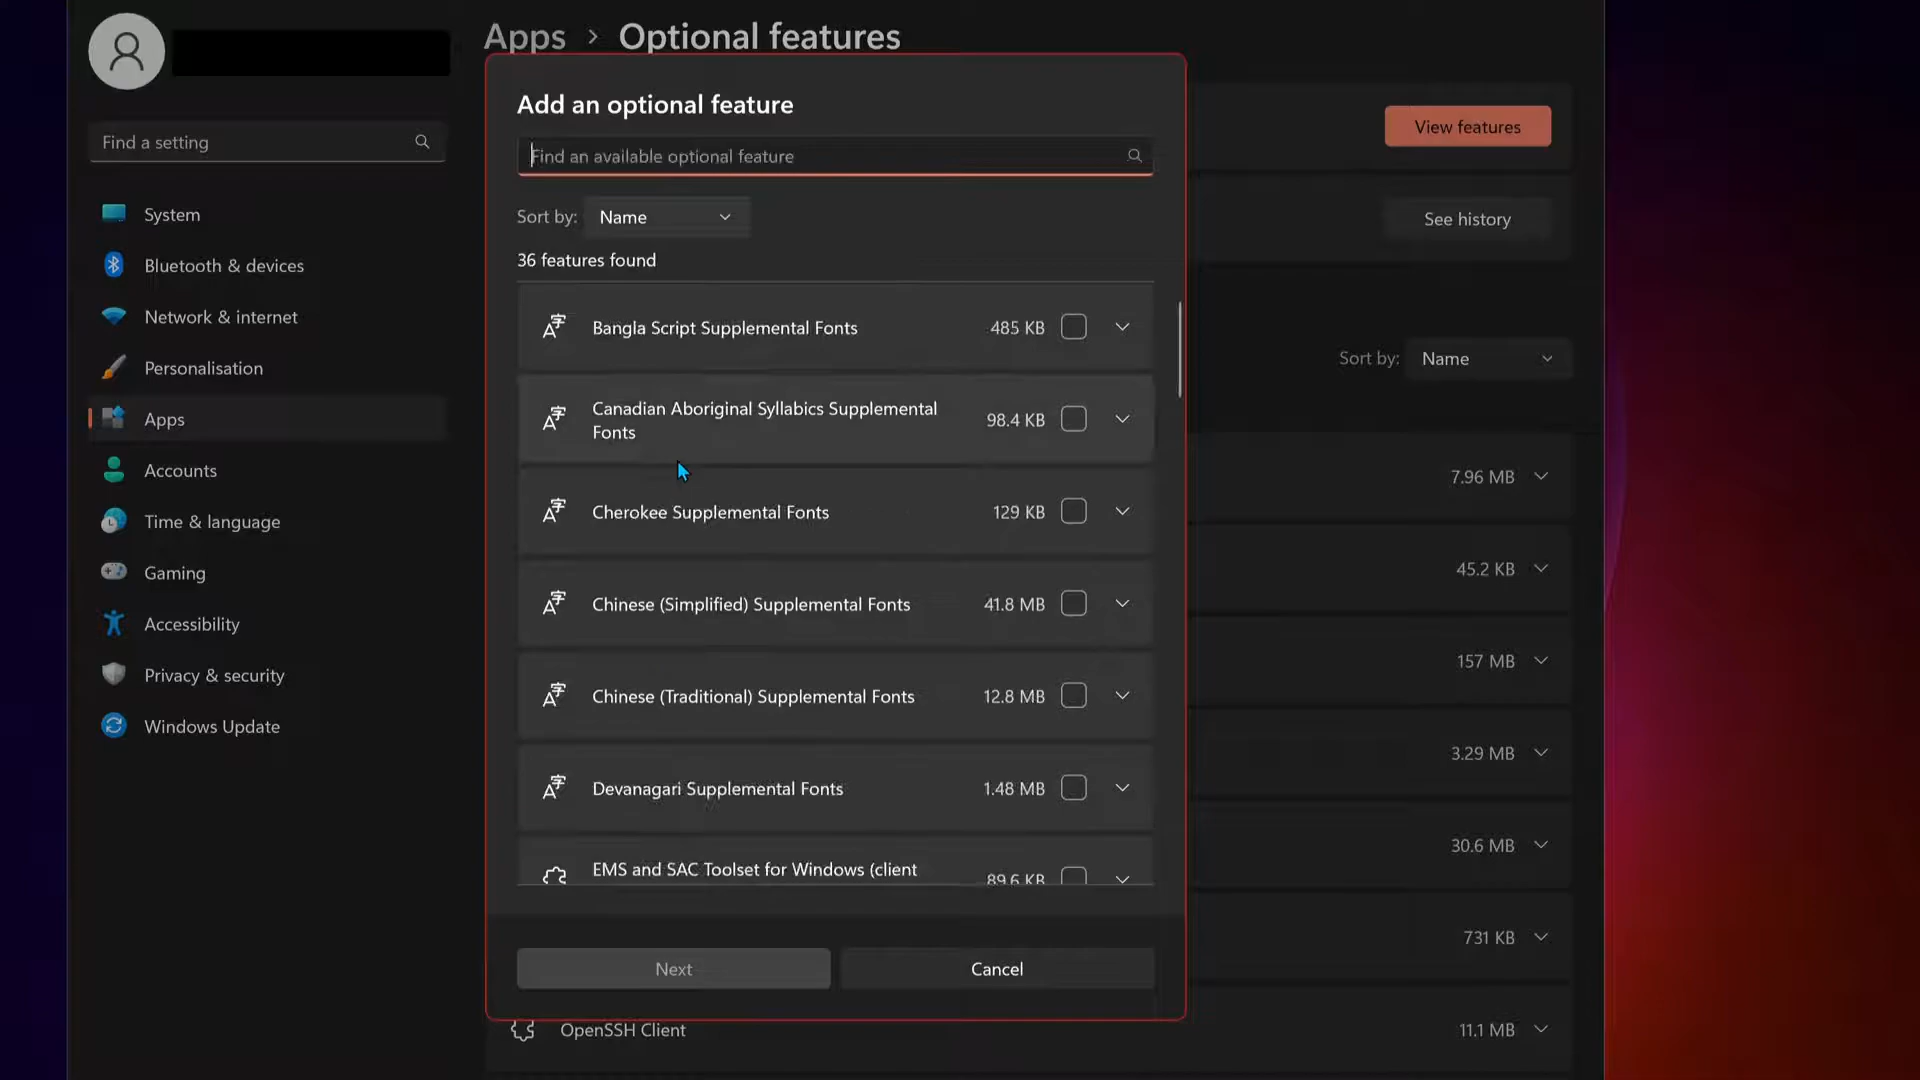 Apps > Optional features
Find a setting
System
Bluetooth & devices
Network & internet
Personalisation
Apps
Accounts
Time & language
Gaming
Accessibility
Privacy & security
Windows Update
Add an optional feature
Find an available optional feature
Sort by: Name
36 features found
Bangla Script Supplemental Fonts 485 KB
Canadian Aboriginal Syllabics Supplemental
Fonts 98.4 KB
Cherokee Supplemental Fonts 129 KB
Chinese (Simplified) Supplemental Fonts 41.8 MB
Chinese (Traditional) Supplemental Fonts 12.8 MB
Devanagari Supplemental Fonts 1.48 MB
EMS and SAC Toolset for Windows (client 89.6 KB
Next Cancel
View features
See history
Sort by: Name
7.96 MB
45.2 KB
157 MB
3.29 MB
30.6 MB
731 KB
OpenSSH Client 11.1 MB